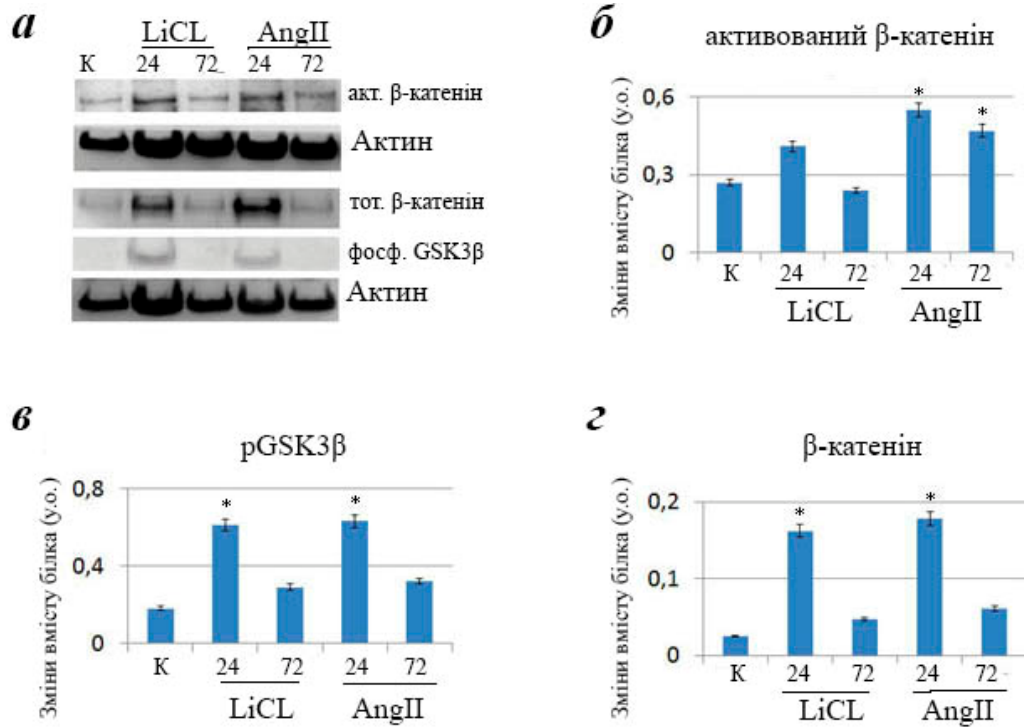 а
LiCL AngII
К 24 72 24 72
акт. β-катенін
Актин
тот. β-катенін
фосф. GSK3β
Актин
б
активований β-катенін
Зміни вмісту білка (у.о.)
0,6
0,3
0
* *
К 24 72 24 72
LiCL AngII
в
pGSK3β
Зміни вмісту білка (у.о.)
0,8
0,4
0
* *
К 24 72 24 72
LiCL AngII
г
β-катенін
Зміни вмісту білка (у.о.)
0,2
0,1
0
* *
К 24 72 24 72
LiCL AngII